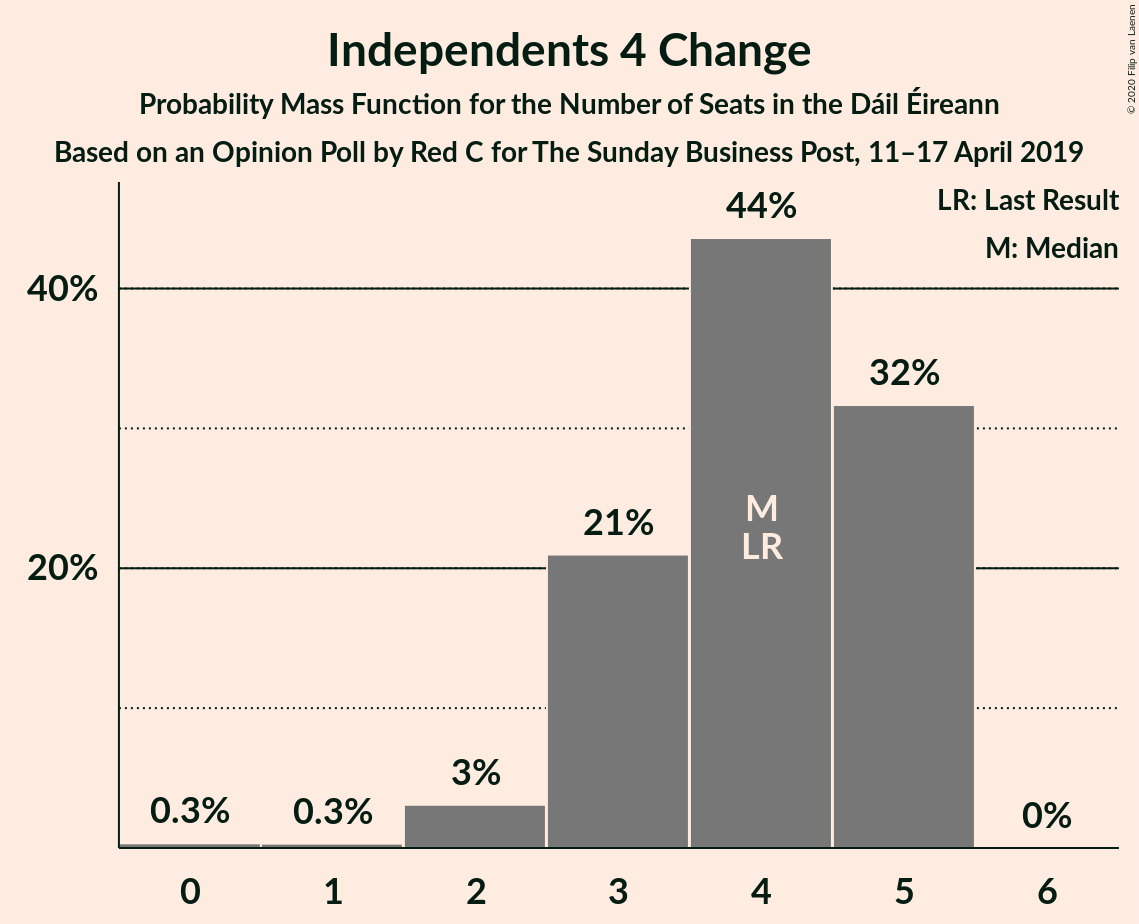 Independents 4 Change
Probability Mass Function for the Number of Seats in the Dáil Éireann
Based on an Opinion Poll by Red C for The Sunday Business Post, 11–17 April 2019
© 2020 Filip van Laenen
LR: Last Result
M: Median
44%
40%
32%
21%
M
LR
20%
3%
0.3%
0.3%
0%
0
1
2
3
4
5
6